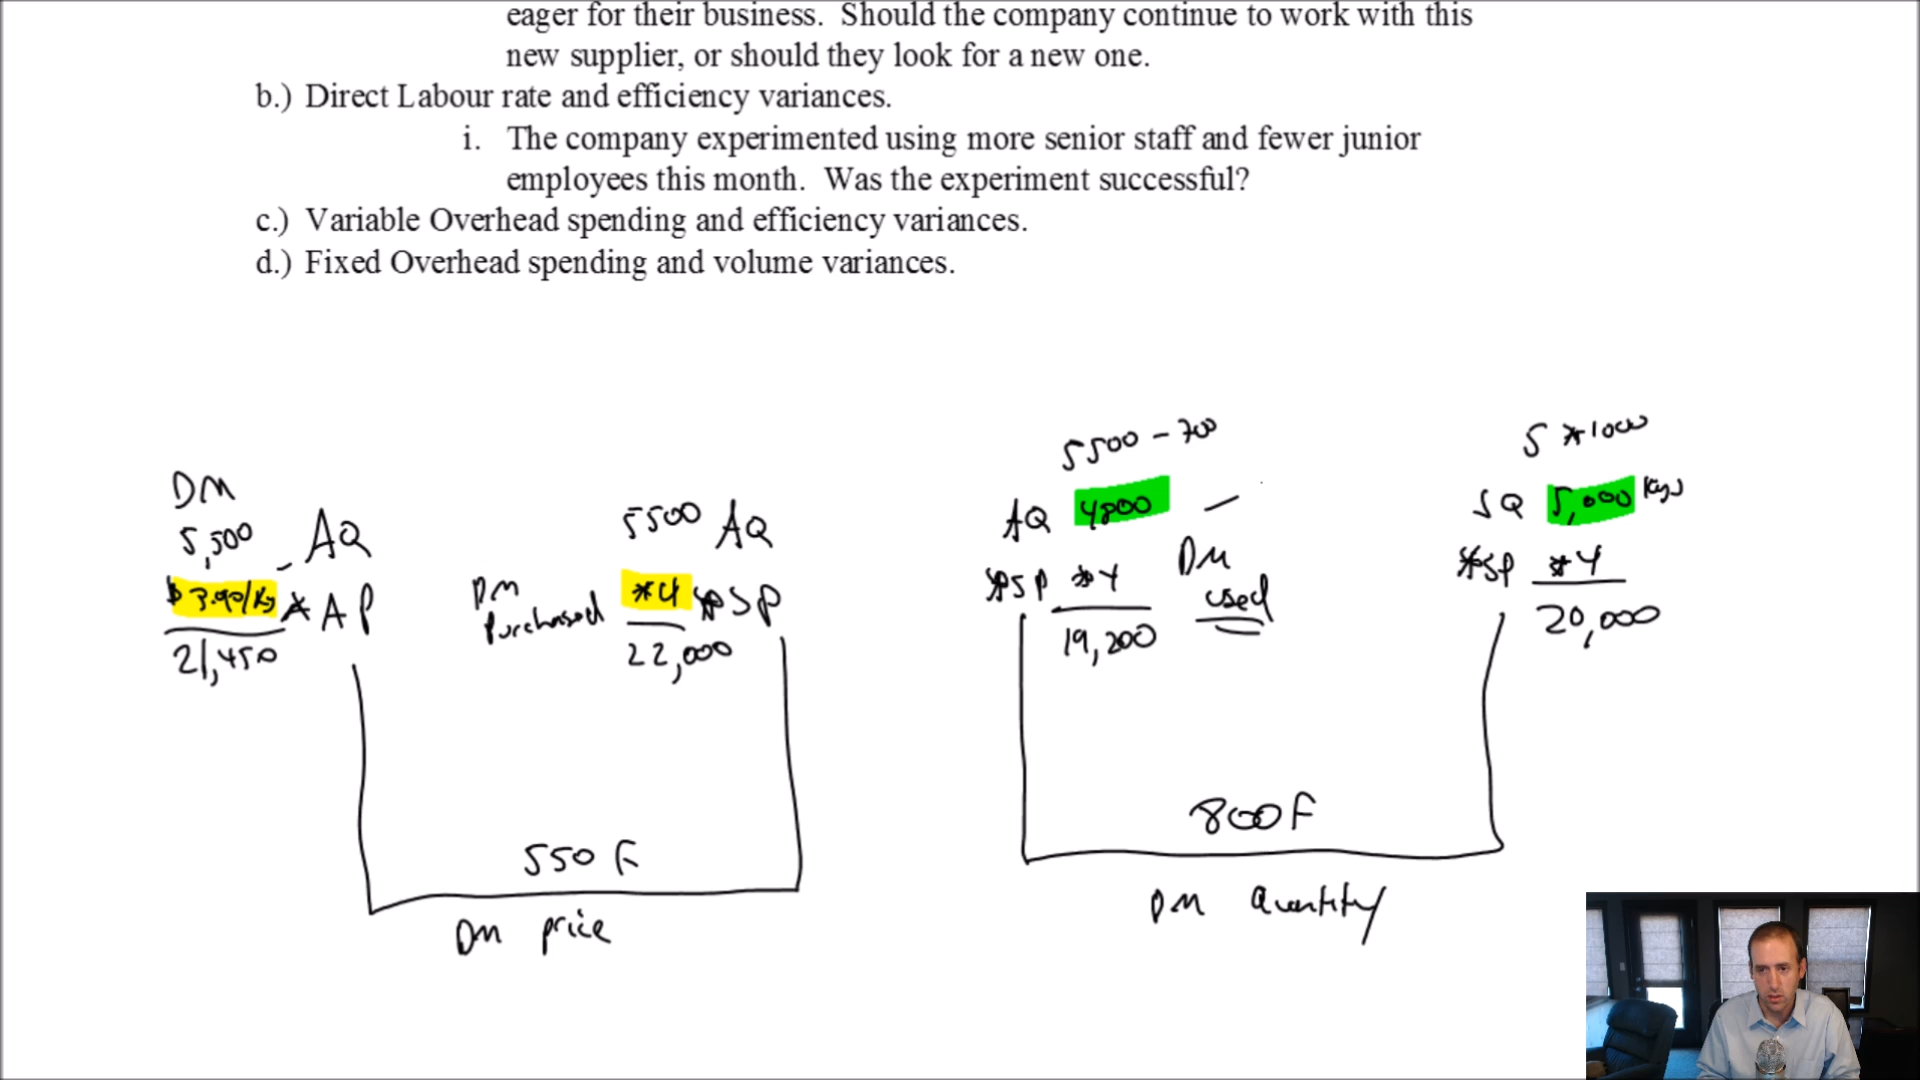 eager for their business. Should the company continue to work with this
new supplier, or should they look for a new one.
b.) Direct Labour rate and efficiency variances.
i. The company experimented using more senior staff and fewer junior
employees this month. Was the experiment successful?
c.) Variable Overhead spending and efficiency variances.
d.) Fixed Overhead spending and volume variances.
DM
5,500 AQ
$3.90/kg * AP
21,450
DM
Purchased
5500 AQ
*4 *SP
22,000
550 F
DM price
5500 - 700
AQ 4800
*SP *4
19,200
DM
used
5 * 1000
SQ 5,000 Kgs
*SP *4
20,000
800 F
DM Quantity